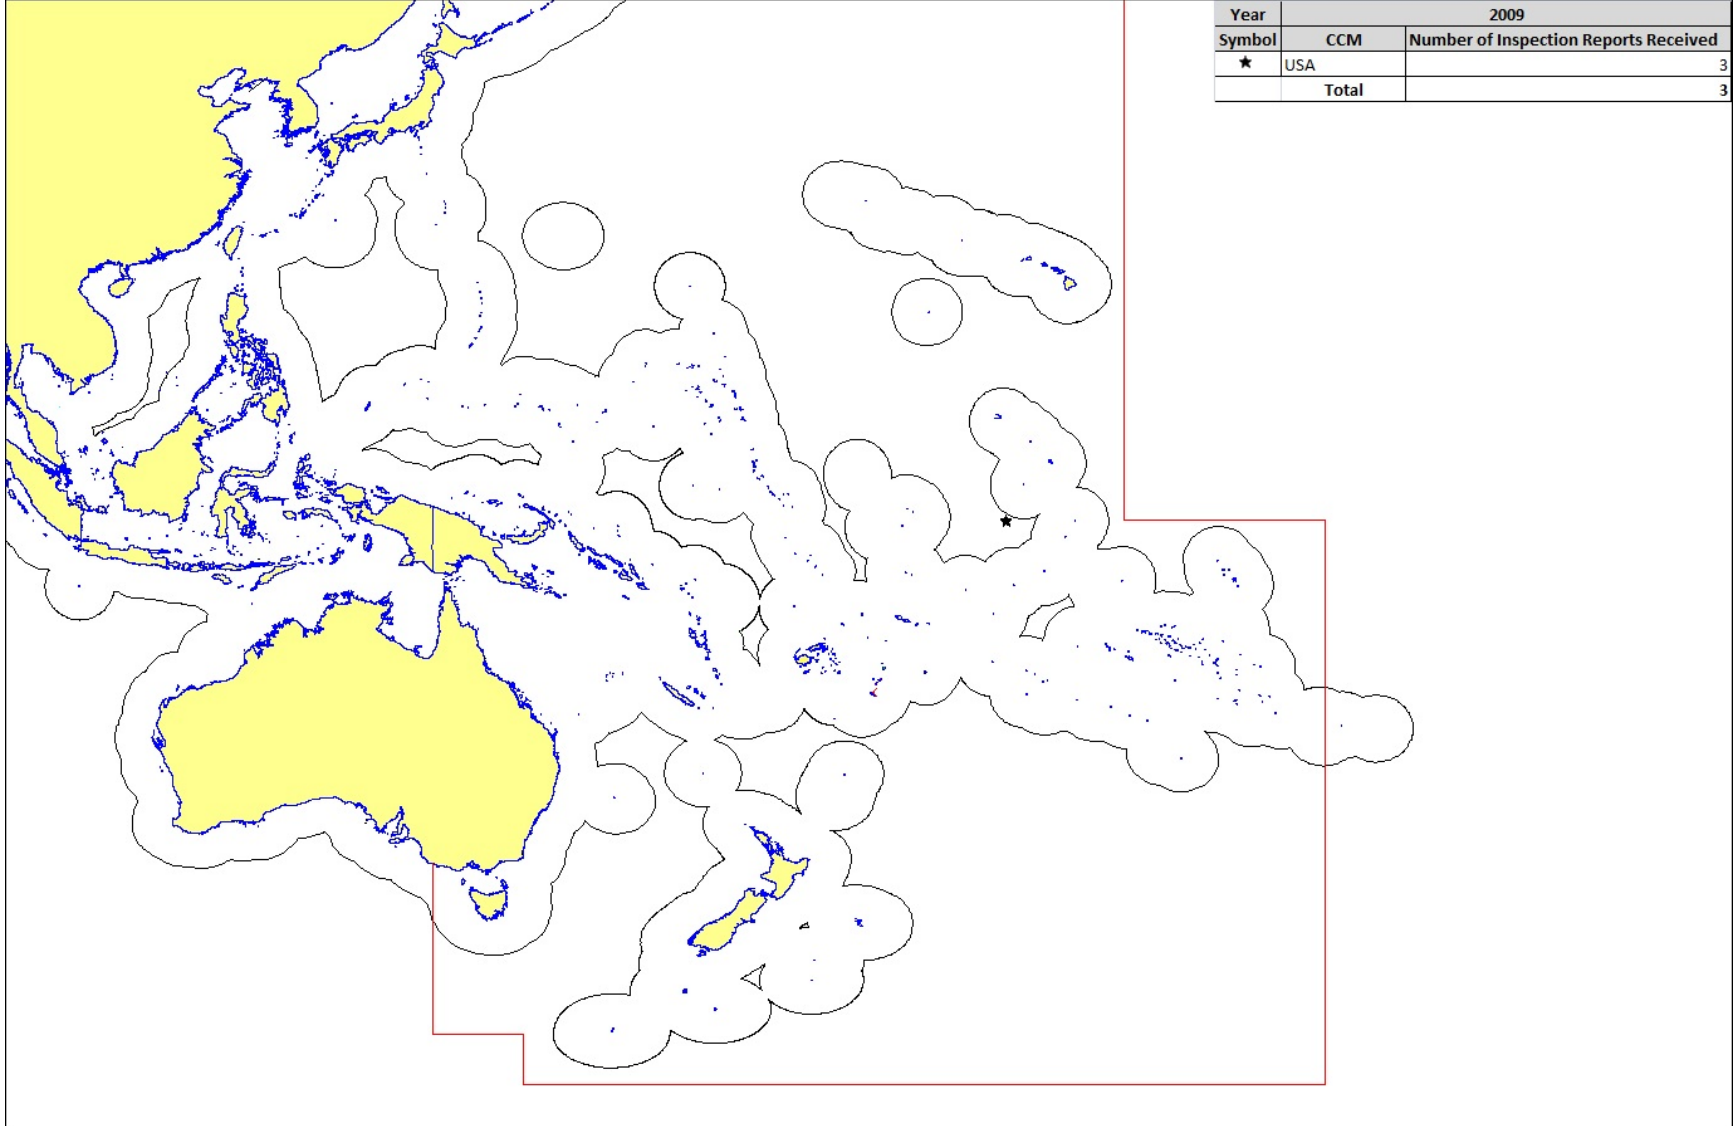 Year 2009
Symbol CCM Number of Inspection Reports Received
★ USA 3
Total 3